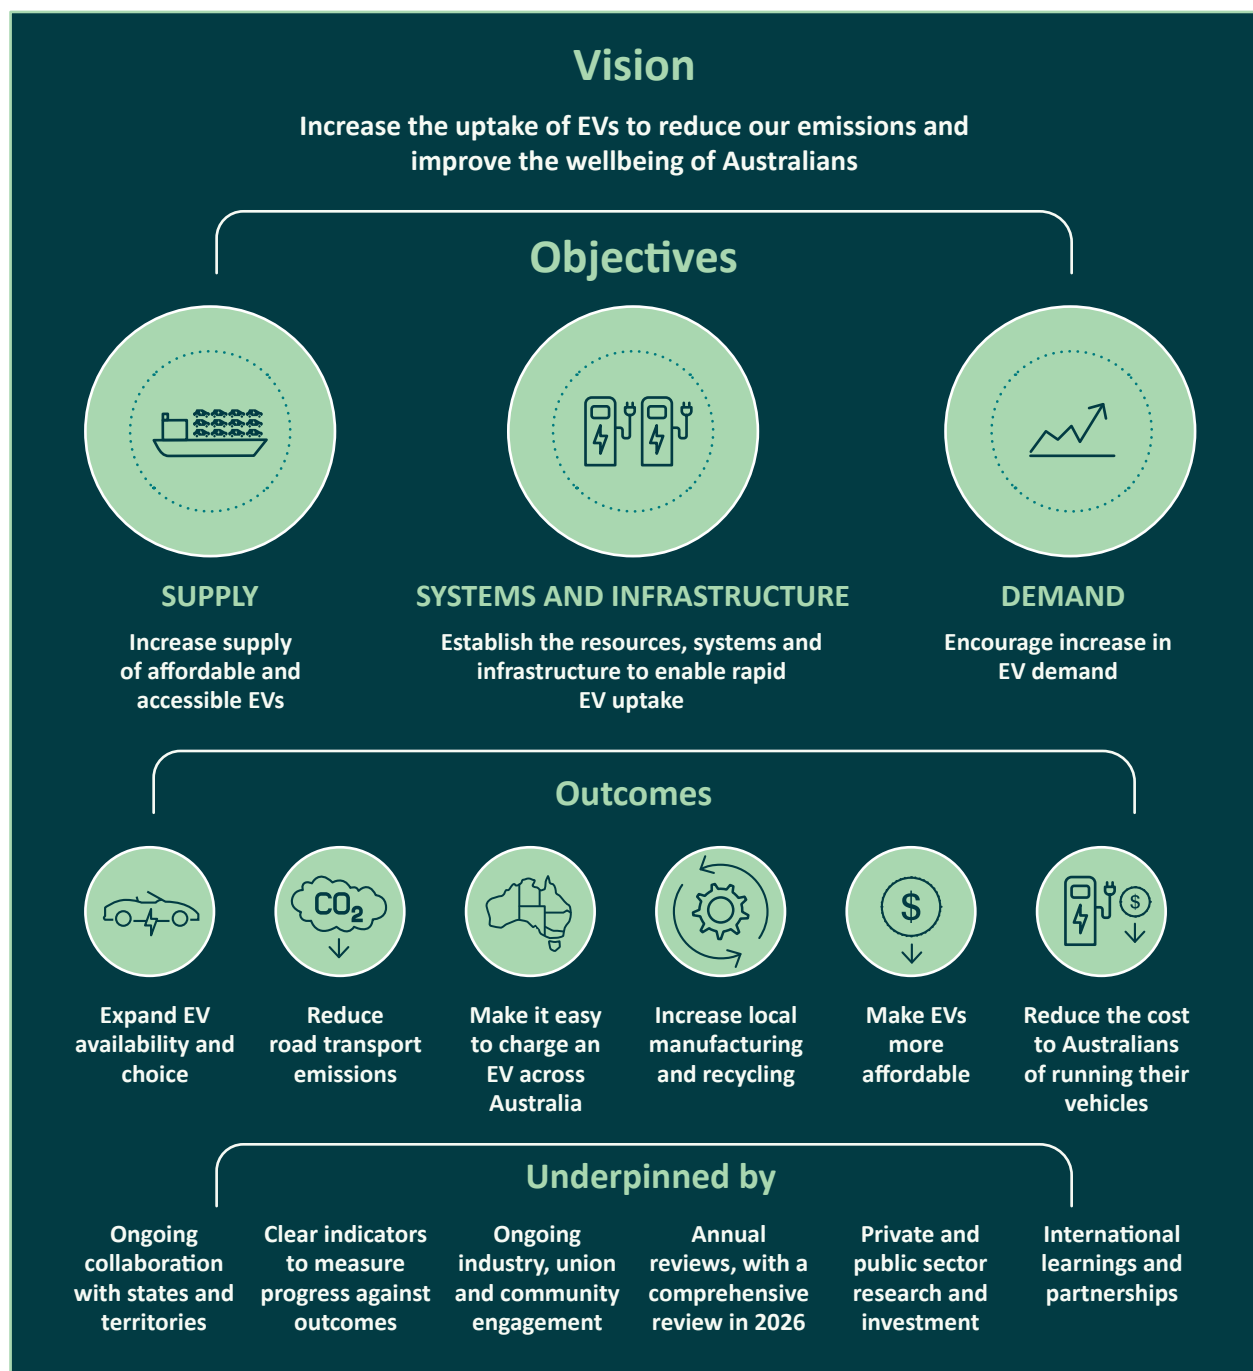 Vision
Increase the uptake of EVs to reduce our emissions and
improve the wellbeing of Australians
Objectives
SUPPLY
Increase supply
of affordable and
accessible EVs
SYSTEMS AND INFRASTRUCTURE
Establish the resources, systems and
infrastructure to enable rapid
EV uptake
DEMAND
Encourage increase in
EV demand
Outcomes
Expand EV
availability and
choice
CO2
Reduce
road transport
emissions
Make it easy
to charge an
EV across
Australia
Increase local
manufacturing
and recycling
$
Make EVs
more
affordable
$
Reduce the cost
to Australians
of running their
vehicles
Underpinned by
Ongoing
collaboration
with states and
territories
Clear indicators
to measure
progress against
outcomes
Ongoing
industry, union
and community
engagement
Annual
reviews, with a
comprehensive
review in 2026
Private and
public sector
research and
investment
International
learnings and
partnerships